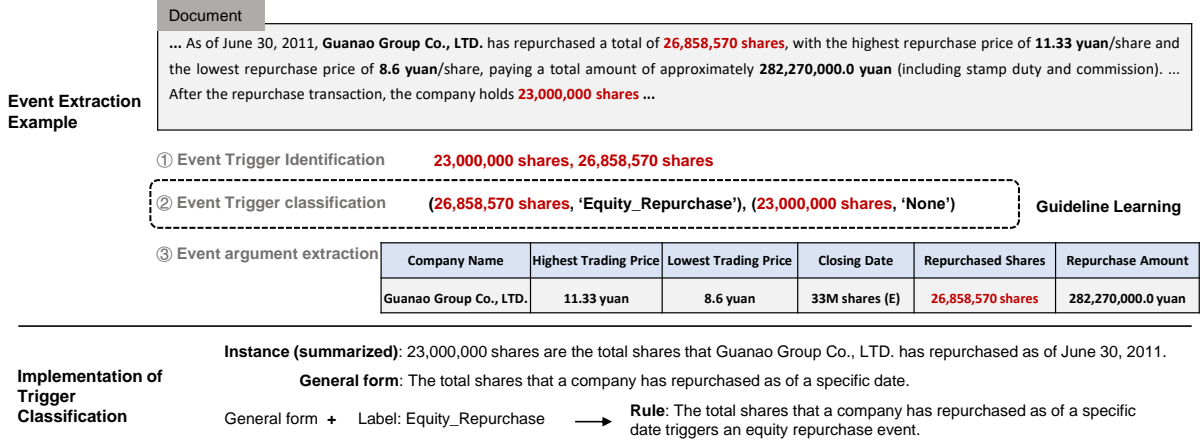 Document
... As of June 30, 2011, Guanao Group Co., LTD. has repurchased a total of 26,858,570 shares, with the highest repurchase price of 11.33 yuan/share and
the lowest repurchase price of 8.6 yuan/share, paying a total amount of approximately 282,270,000.0 yuan (including stamp duty and commission). ...
After the repurchase transaction, the company holds 23,000,000 shares ...
Event Extraction
Example
① Event Trigger Identification 23,000,000 shares, 26,858,570 shares
② Event Trigger classification (26,858,570 shares, ‘Equity_Repurchase’), (23,000,000 shares, ‘None’) Guideline Learning
③ Event argument extraction
Company Name Highest Trading Price Lowest Trading Price Closing Date Repurchased Shares Repurchase Amount
Guanao Group Co., LTD. 11.33 yuan 8.6 yuan 33M shares (E) 26,858,570 shares 282,270,000.0 yuan
Instance (summarized): 23,000,000 shares are the total shares that Guanao Group Co., LTD. has repurchased as of June 30, 2011.
Implementation of
Trigger
Classification
General form: The total shares that a company has repurchased as of a specific date.
General form + Label: Equity_Repurchase → Rule: The total shares that a company has repurchased as of a specific
date triggers an equity repurchase event.